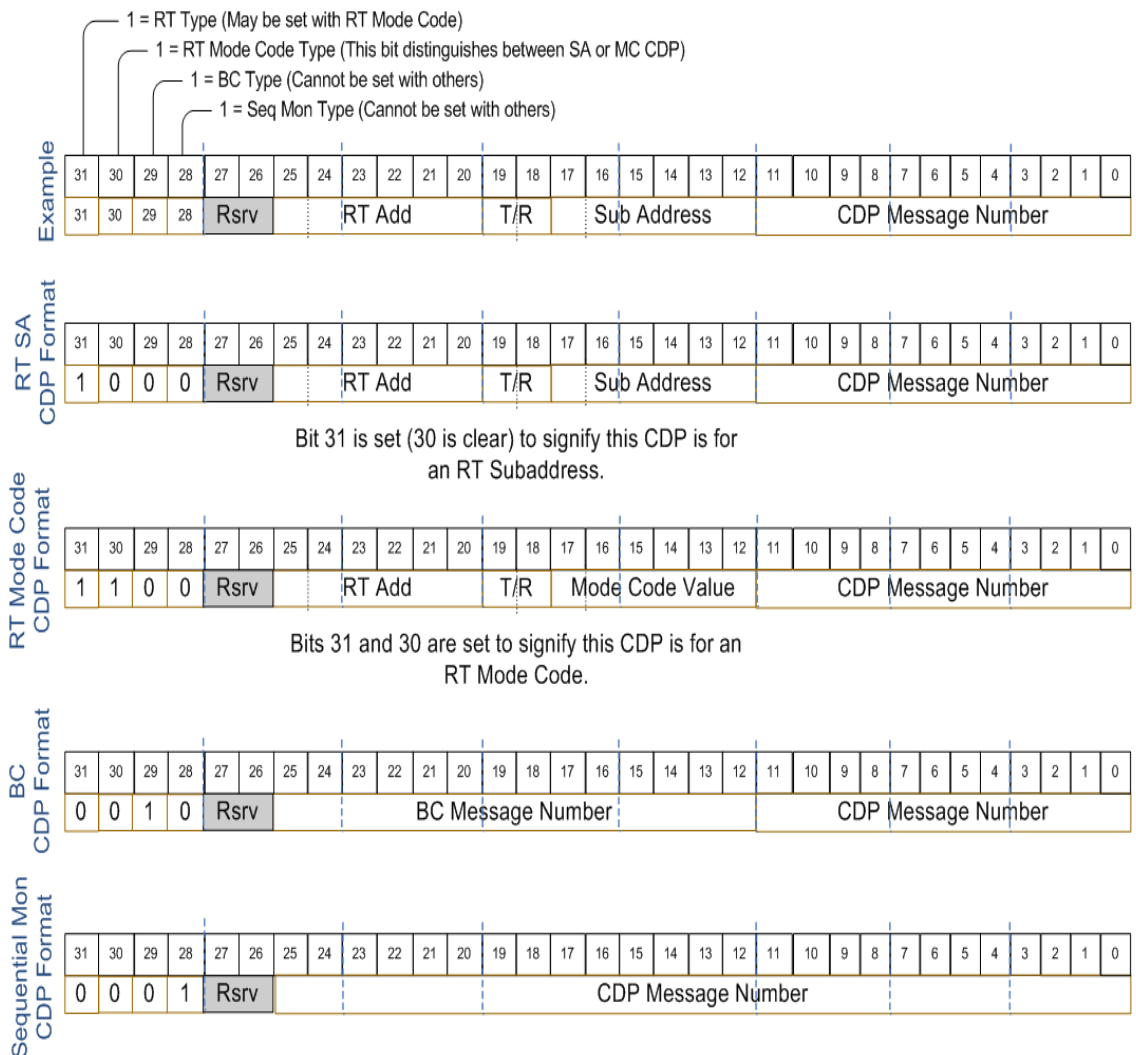 1 = RT Type (May be set with RT Mode Code)
1 = RT Mode Code Type (This bit distinguishes between SA or MC CDP)
1 = BC Type (Cannot be set with others)
1 = Seq Mon Type (Cannot be set with others)
Example
31 30 29 28 27 26 25 24 23 22 21 20 19 18 17 16 15 14 13 12 11 10 9 8 7 6 5 4 3 2 1 0
31 30 29 28 Rsrv RT Add T/R Sub Address CDP Message Number
RT SA
CDP Format
31 30 29 28 27 26 25 24 23 22 21 20 19 18 17 16 15 14 13 12 11 10 9 8 7 6 5 4 3 2 1 0
1 0 0 0 Rsrv RT Add T/R Sub Address CDP Message Number
Bit 31 is set (30 is clear) to signify this CDP is for
an RT Subaddress.
RT Mode Code
CDP Format
31 30 29 28 27 26 25 24 23 22 21 20 19 18 17 16 15 14 13 12 11 10 9 8 7 6 5 4 3 2 1 0
1 1 0 0 Rsrv RT Add T/R Mode Code Value CDP Message Number
Bits 31 and 30 are set to signify this CDP is for an
RT Mode Code.
BC
CDP Format
31 30 29 28 27 26 25 24 23 22 21 20 19 18 17 16 15 14 13 12 11 10 9 8 7 6 5 4 3 2 1 0
0 0 1 0 Rsrv BC Message Number CDP Message Number
Sequential Mon
CDP Format
31 30 29 28 27 26 25 24 23 22 21 20 19 18 17 16 15 14 13 12 11 10 9 8 7 6 5 4 3 2 1 0
0 0 0 1 Rsrv CDP Message Number